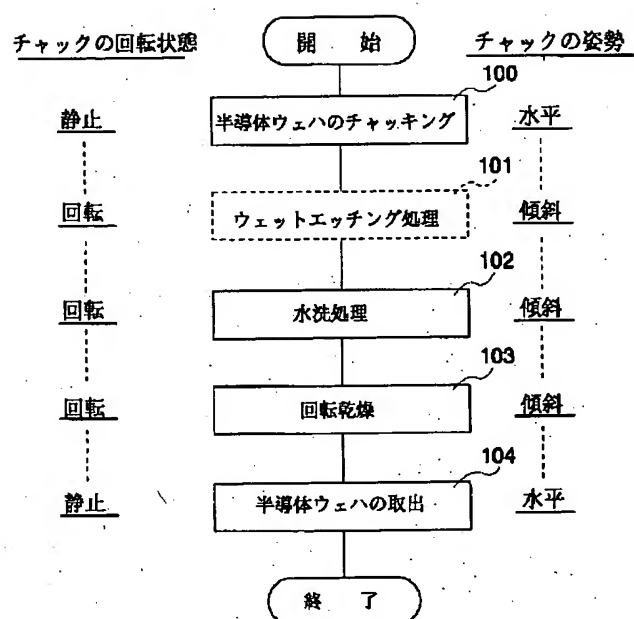 チャックの回転状態
開 始
チャックの姿勢
100
静止
半導体ウェハのチャッキング
水平
101
回転
ウェットエッチング処理
傾斜
102
回転
水洗処理
傾斜
103
回転
回転乾燥
傾斜
104
静止
半導体ウェハの取出
水平
終 了